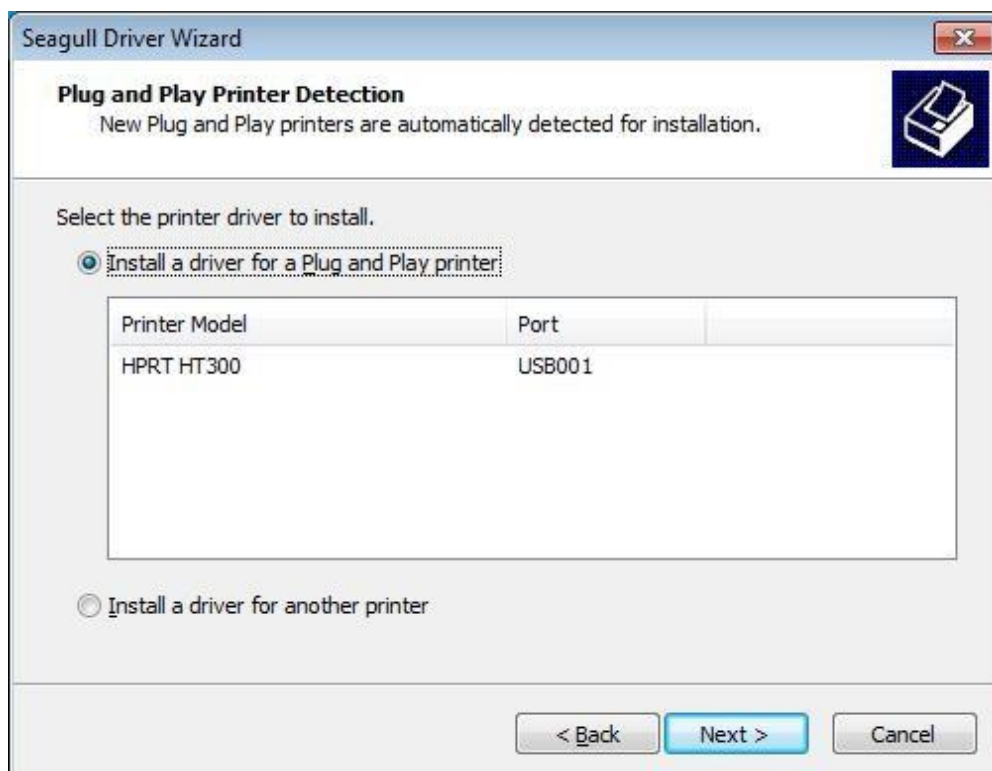 Seagull Driver Wizard
Plug and Play Printer Detection
New Plug and Play printers are automatically detected for installation.
Select the printer driver to install.
Install a driver for a Plug and Play printer
Printer Model Port
HPRT HT300 USB001
Install a driver for another printer
< Back Next > Cancel